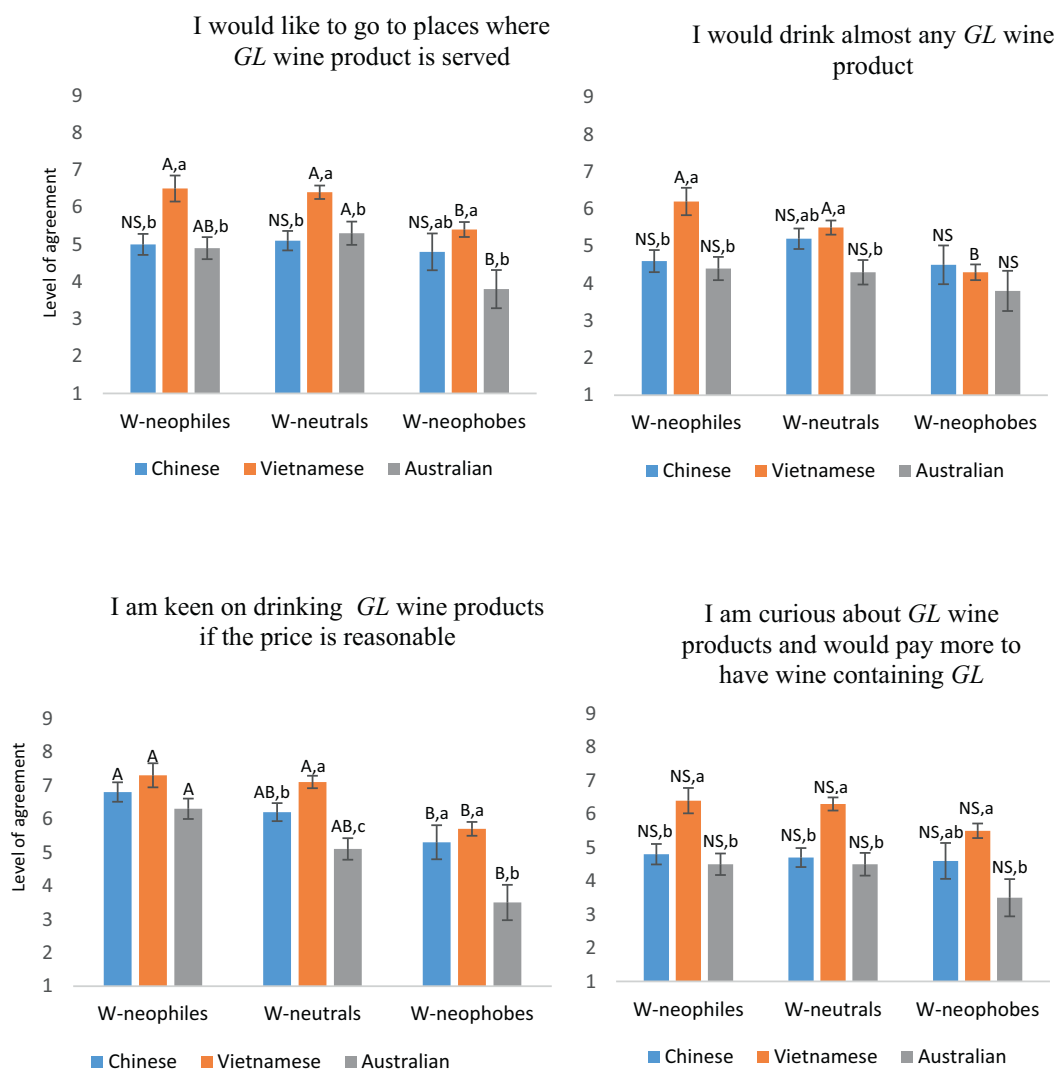 I would like to go to places where
GL wine product is served
Level of agreement
9
8
7
6
5
4
3
2
1
NS,b
A,a
AB,b
NS,b
A,a
A,b
NS,ab
B,a
B,b
W-neophiles W-neutrals W-neophobes
Chinese Vietnamese Australian
I would drink almost any GL wine
product
9
8
7
6
5
4
3
2
1
NS,b
A,a
NS,b
NS,ab
A,a
NS,b
NS
B
NS
W-neophiles W-neutrals W-neophobes
Chinese Vietnamese Australian
I am keen on drinking GL wine products
if the price is reasonable
Level of agreement
9
8
7
6
5
4
3
2
1
A
A
A
AB,b
A,a
AB,c
B,a
B,a
B,b
W-neophiles W-neutrals W-neophobes
Chinese Vietnamese Australian
I am curious about GL wine
products and would pay more to
have wine containing GL
9
8
7
6
5
4
3
2
1
NS,b
NS,a
NS,b
NS,b
NS,a
NS,b
NS,ab
NS,a
NS,b
W-neophiles W-neutrals W-neophobes
Chinese Vietnamese Australian